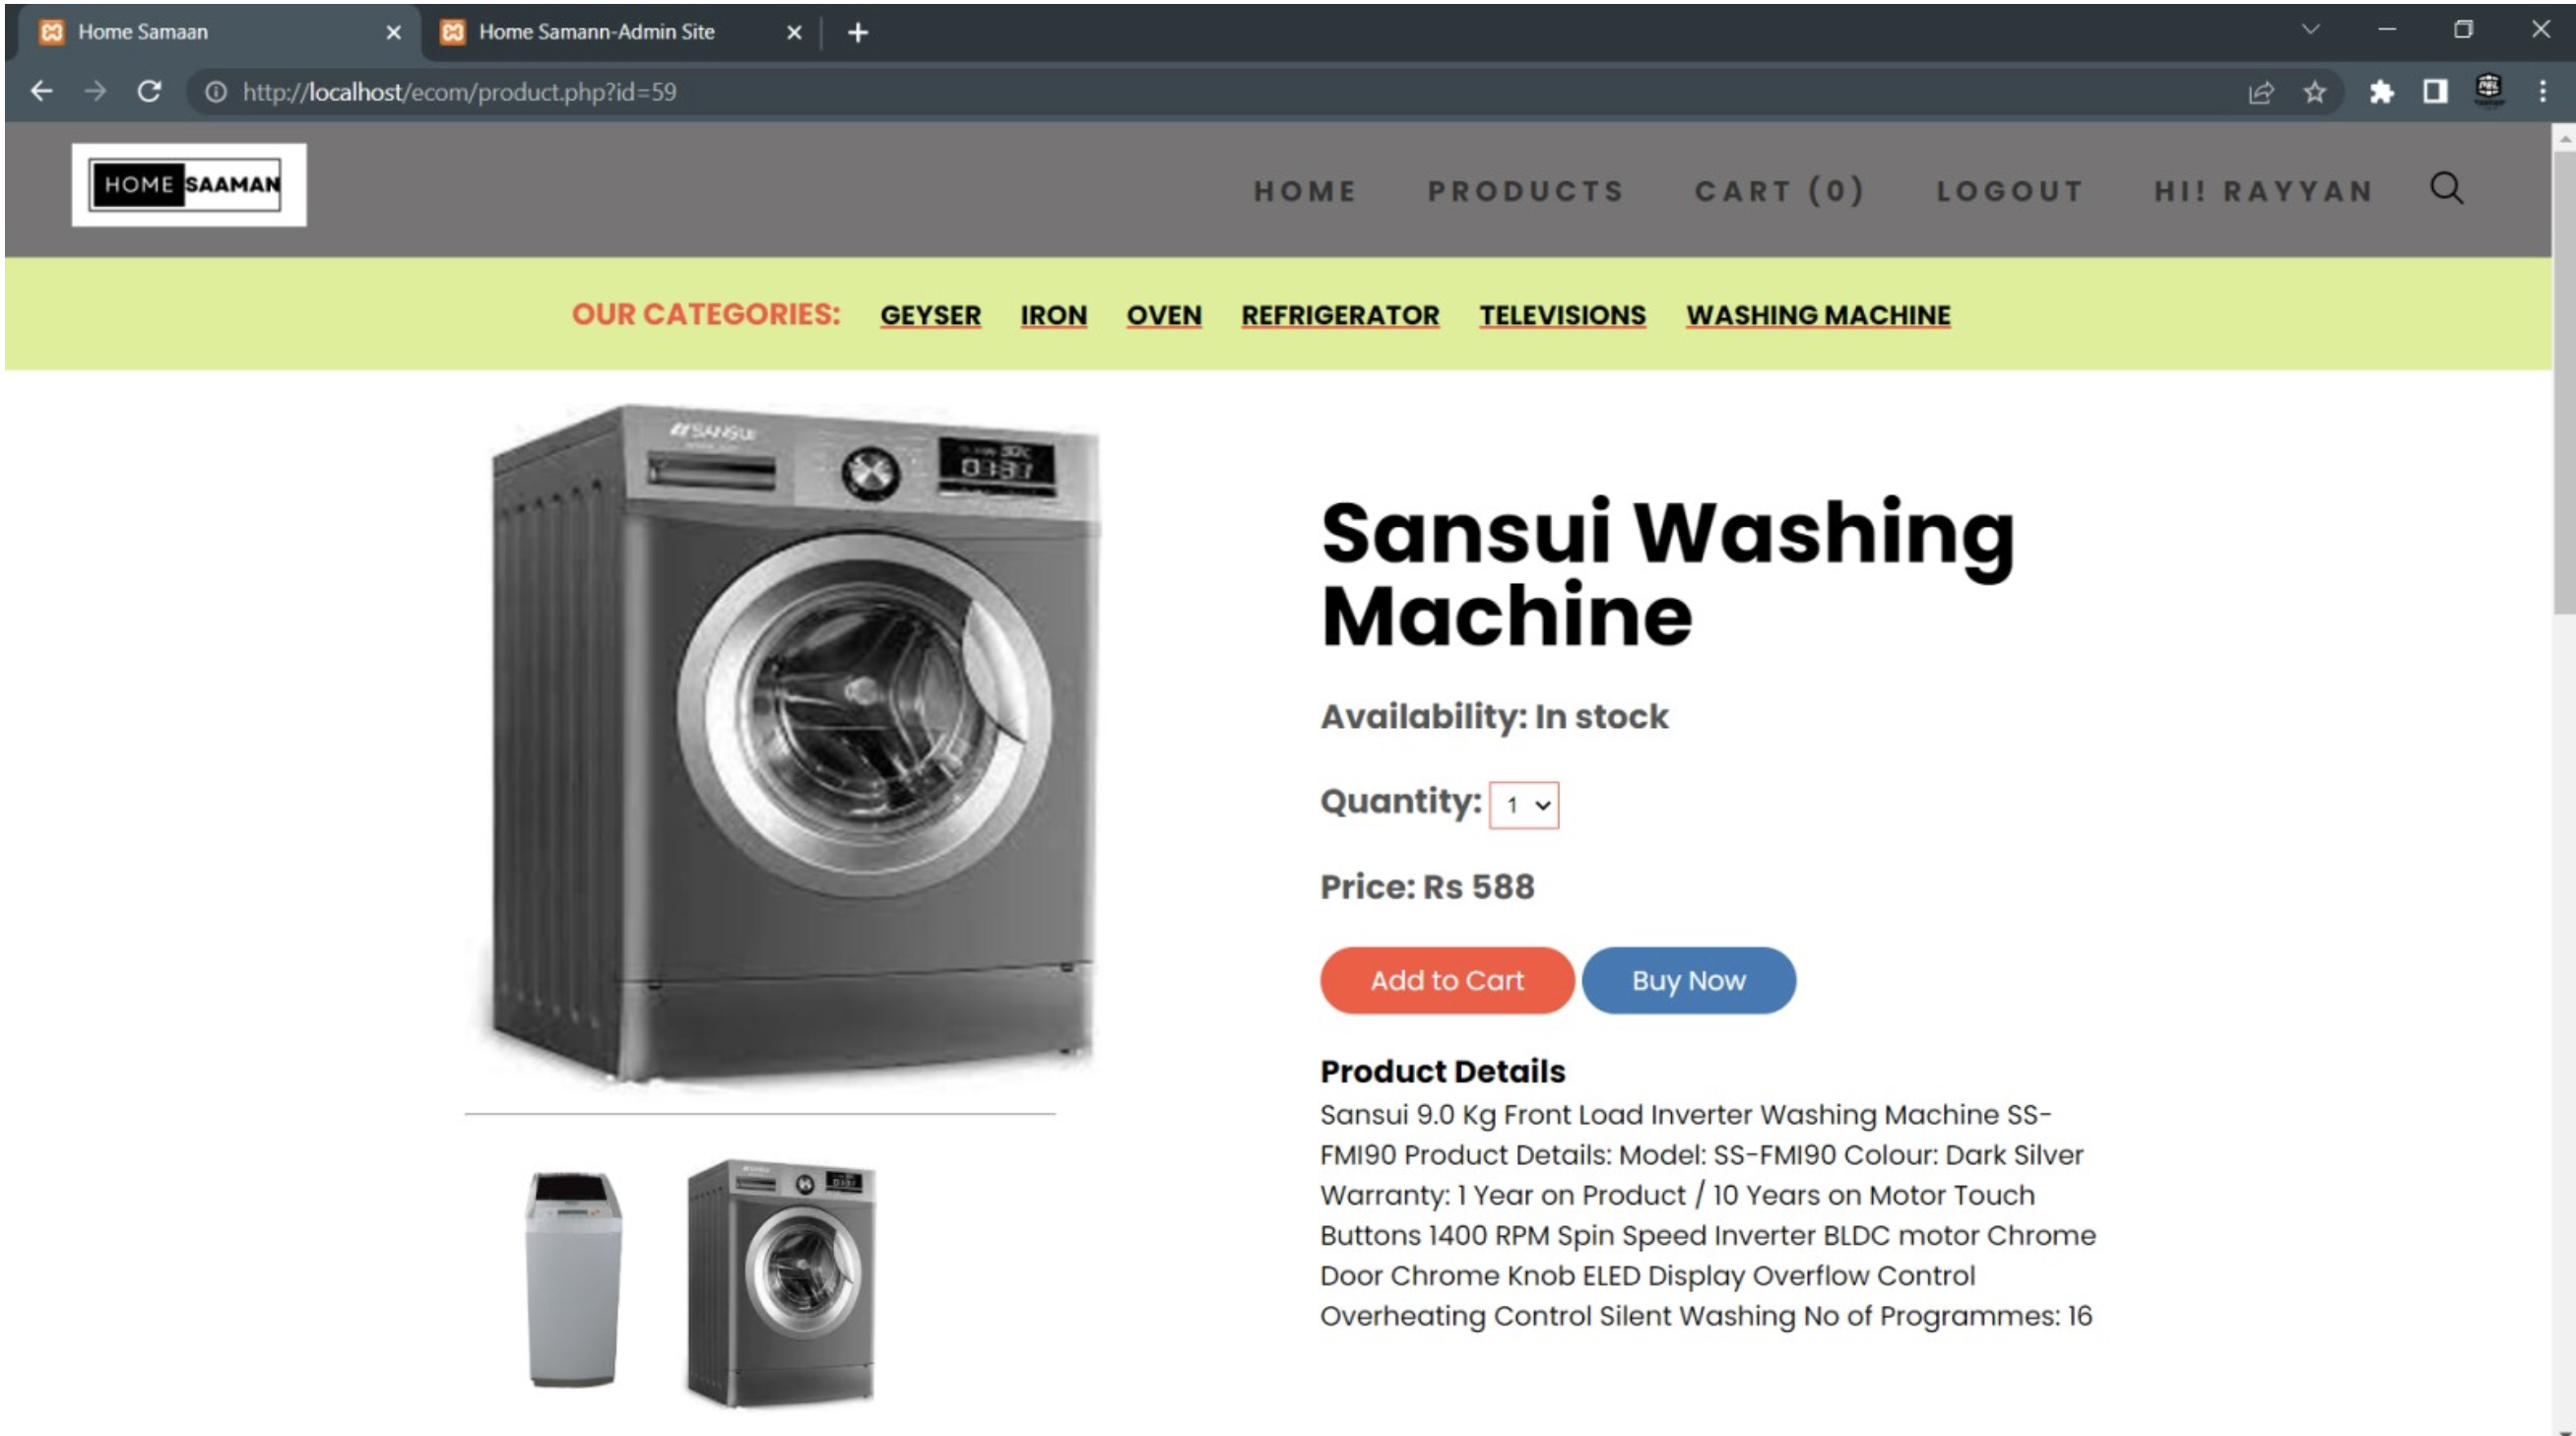 Home Samaan
Home Samann-Admin Site
http://localhost/ecom/product.php?id=59
HOME SAAMAN
HOME PRODUCTS CART (0) LOGOUT HI! RAYYAN
OUR CATEGORIES: GEYSER IRON OVEN REFRIGERATOR TELEVISIONS WASHING MACHINE
SANSUI
Sansui Washing
Machine
Availability: In stock
Quantity: 1
Price: Rs 588
Add to Cart Buy Now
Product Details
Sansui 9.0 Kg Front Load Inverter Washing Machine SS-
FMI90 Product Details: Model: SS-FMI90 Colour: Dark Silver
Warranty: 1 Year on Product / 10 Years on Motor Touch
Buttons 1400 RPM Spin Speed Inverter BLDC motor Chrome
Door Chrome Knob ELED Display Overflow Control
Overheating Control Silent Washing No of Programmes: 16